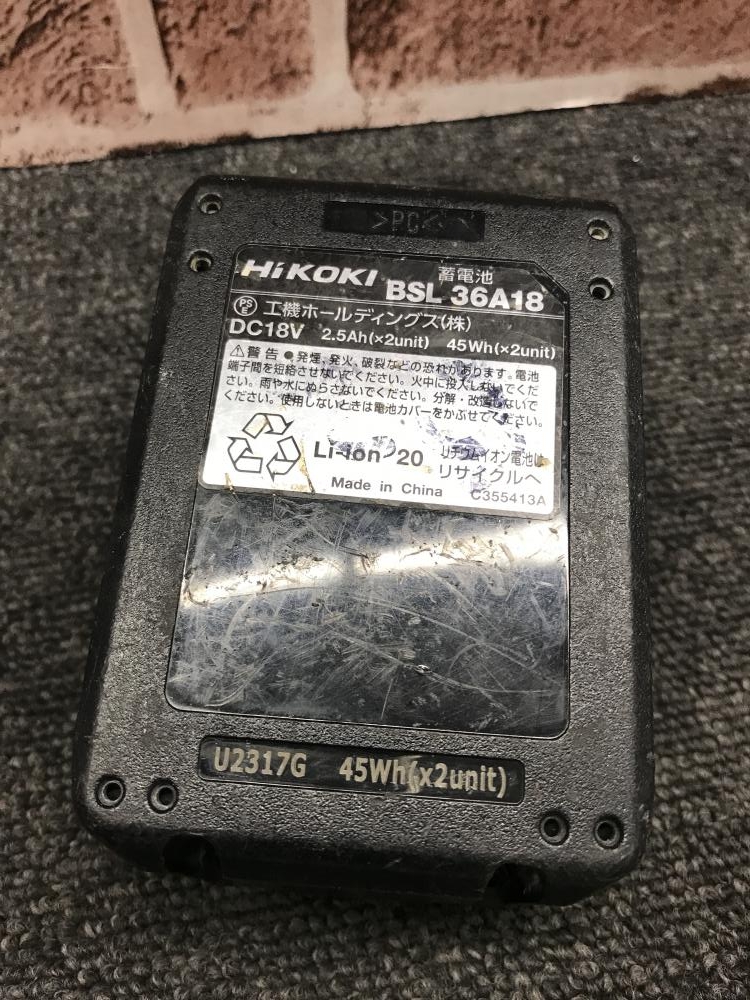 >PC<
HiKOKI 蓄電池
BSL 36A18
PS E 工機ホールディングス(株)
DC18V 2.5Ah(×2unit) 45Wh(×2unit)
⚠警告 ●発煙、発火、破裂などの恐れがあります。電池
端子間を短絡させないでください。火中に投入しないでくだ
さい。雨や水にぬらさないでください。分解・改造しないで
ください。使用しないときは電池カバーをかぶせてください。
Li-ion 20 リチウムイオン電池は
リサイクルへ
Made in China C355413A
U2317G 45Wh(x2unit)